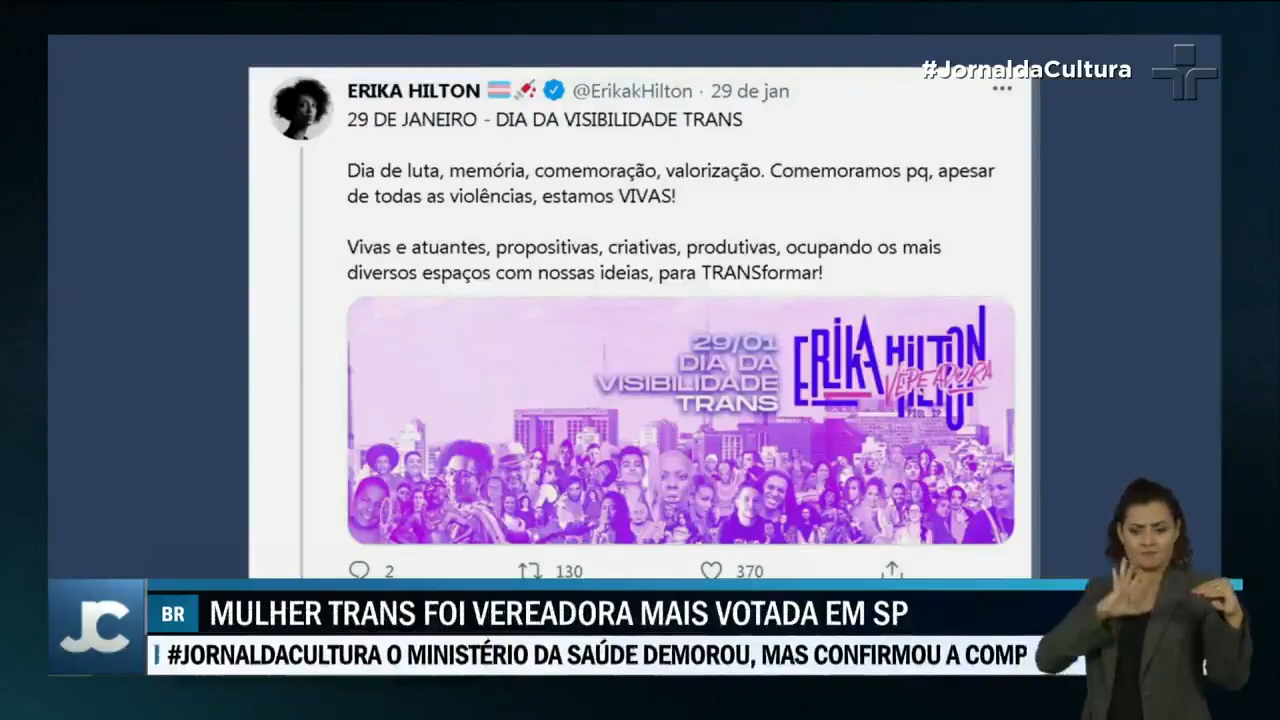 #JornaldaCultura
ERIKA HILTON @ErikakHilton · 29 de jan
29 DE JANEIRO - DIA DA VISIBILIDADE TRANS
Dia de luta, memória, comemoração, valorização. Comemoramos pq, apesar
de todas as violências, estamos VIVAS!
Vivas e atuantes, propositivas, criativas, produtivas, ocupando os mais
diversos espaços com nossas ideias, para TRANSformar!
29/01
DIA DA
VISIBILIDADE
TRANS
ERIKA
HILTON
VEREADORA
PSOL SP
2 130 370
JC
BR MULHER TRANS FOI VEREADORA MAIS VOTADA EM SP
#JORNALDACULTURA O MINISTÉRIO DA SAÚDE DEMOROU, MAS CONFIRMOU A COMP